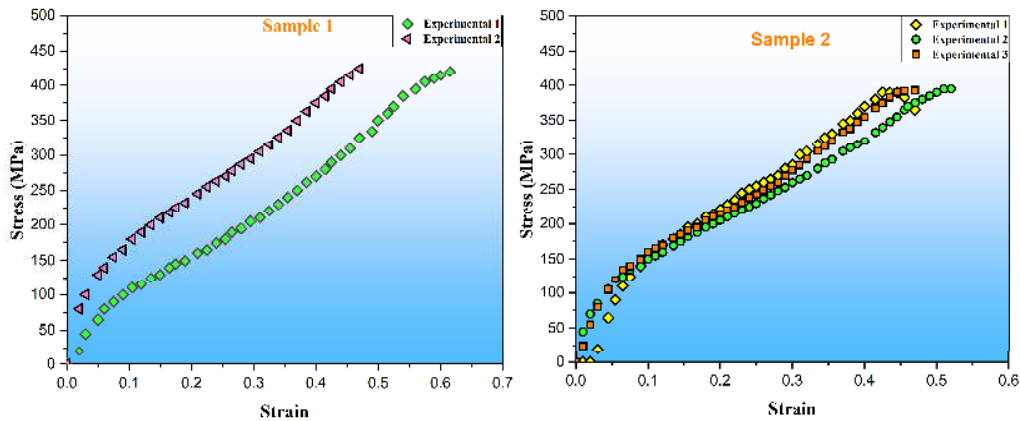 Sample 1
Experimental 1
Experimental 2
500
450
400
350
300
250
200
150
100
50
0
Stress (MPa)
0.0 0.1 0.2 0.3 0.4 0.5 0.6 0.7
Strain
Sample 2
Experimental 1
Experimental 2
Experimental 3
500
450
400
350
300
250
200
150
100
50
0
Stress (MPa)
0.0 0.1 0.2 0.3 0.4 0.5 0.6
Strain